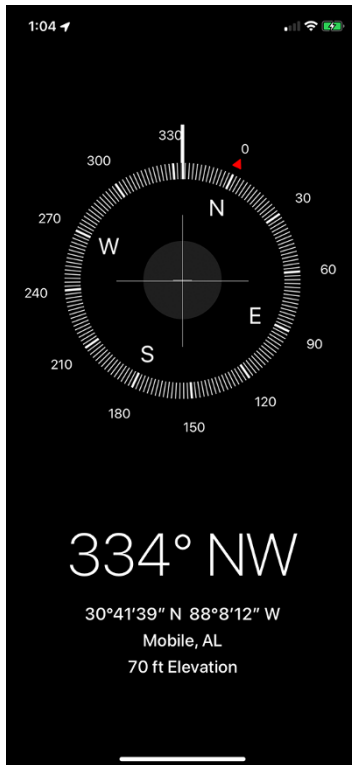 1:04
330
0
300
N
30
270
W
60
240
E
90
210
S
120
180
150
334° NW
30°41′39″ N 88°8′12″ W
Mobile, AL
70 ft Elevation